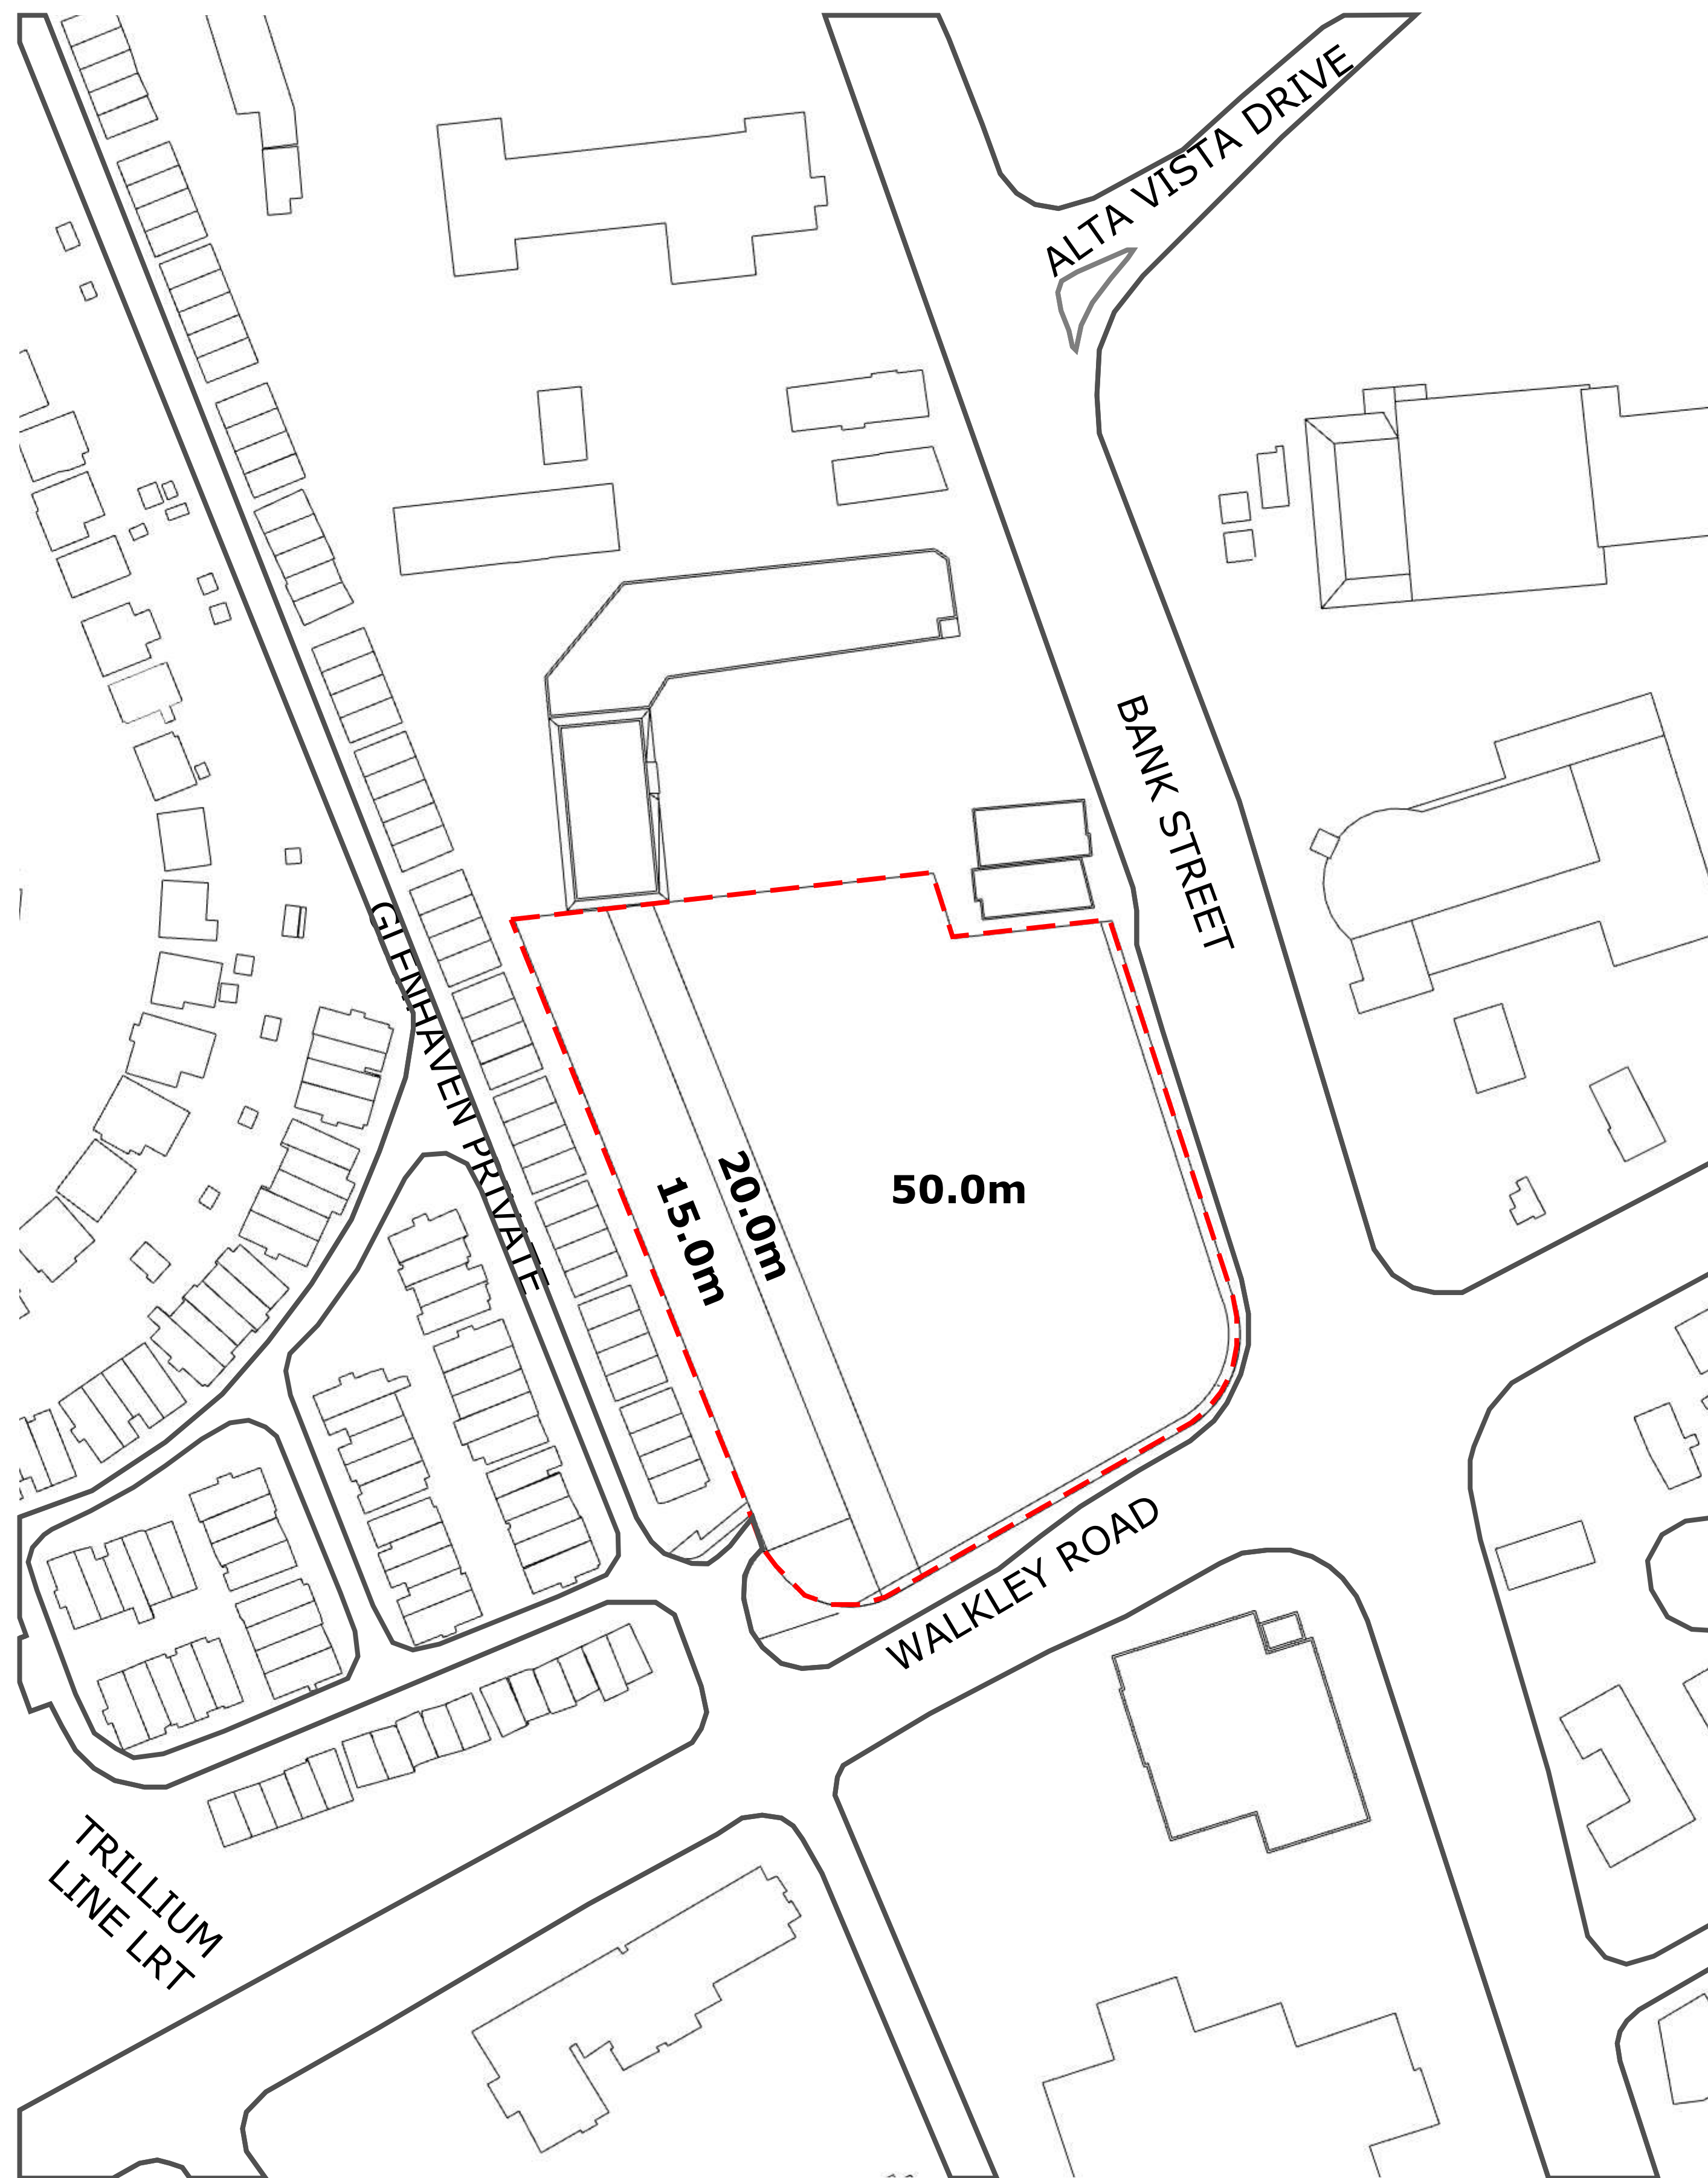 ALTA VISTA DRIVE
BANK STREET
GLENHAVEN PRIVATE
15.0m
20.0m
50.0m
WALKLEY ROAD
TRILLIUM
LINE LRT